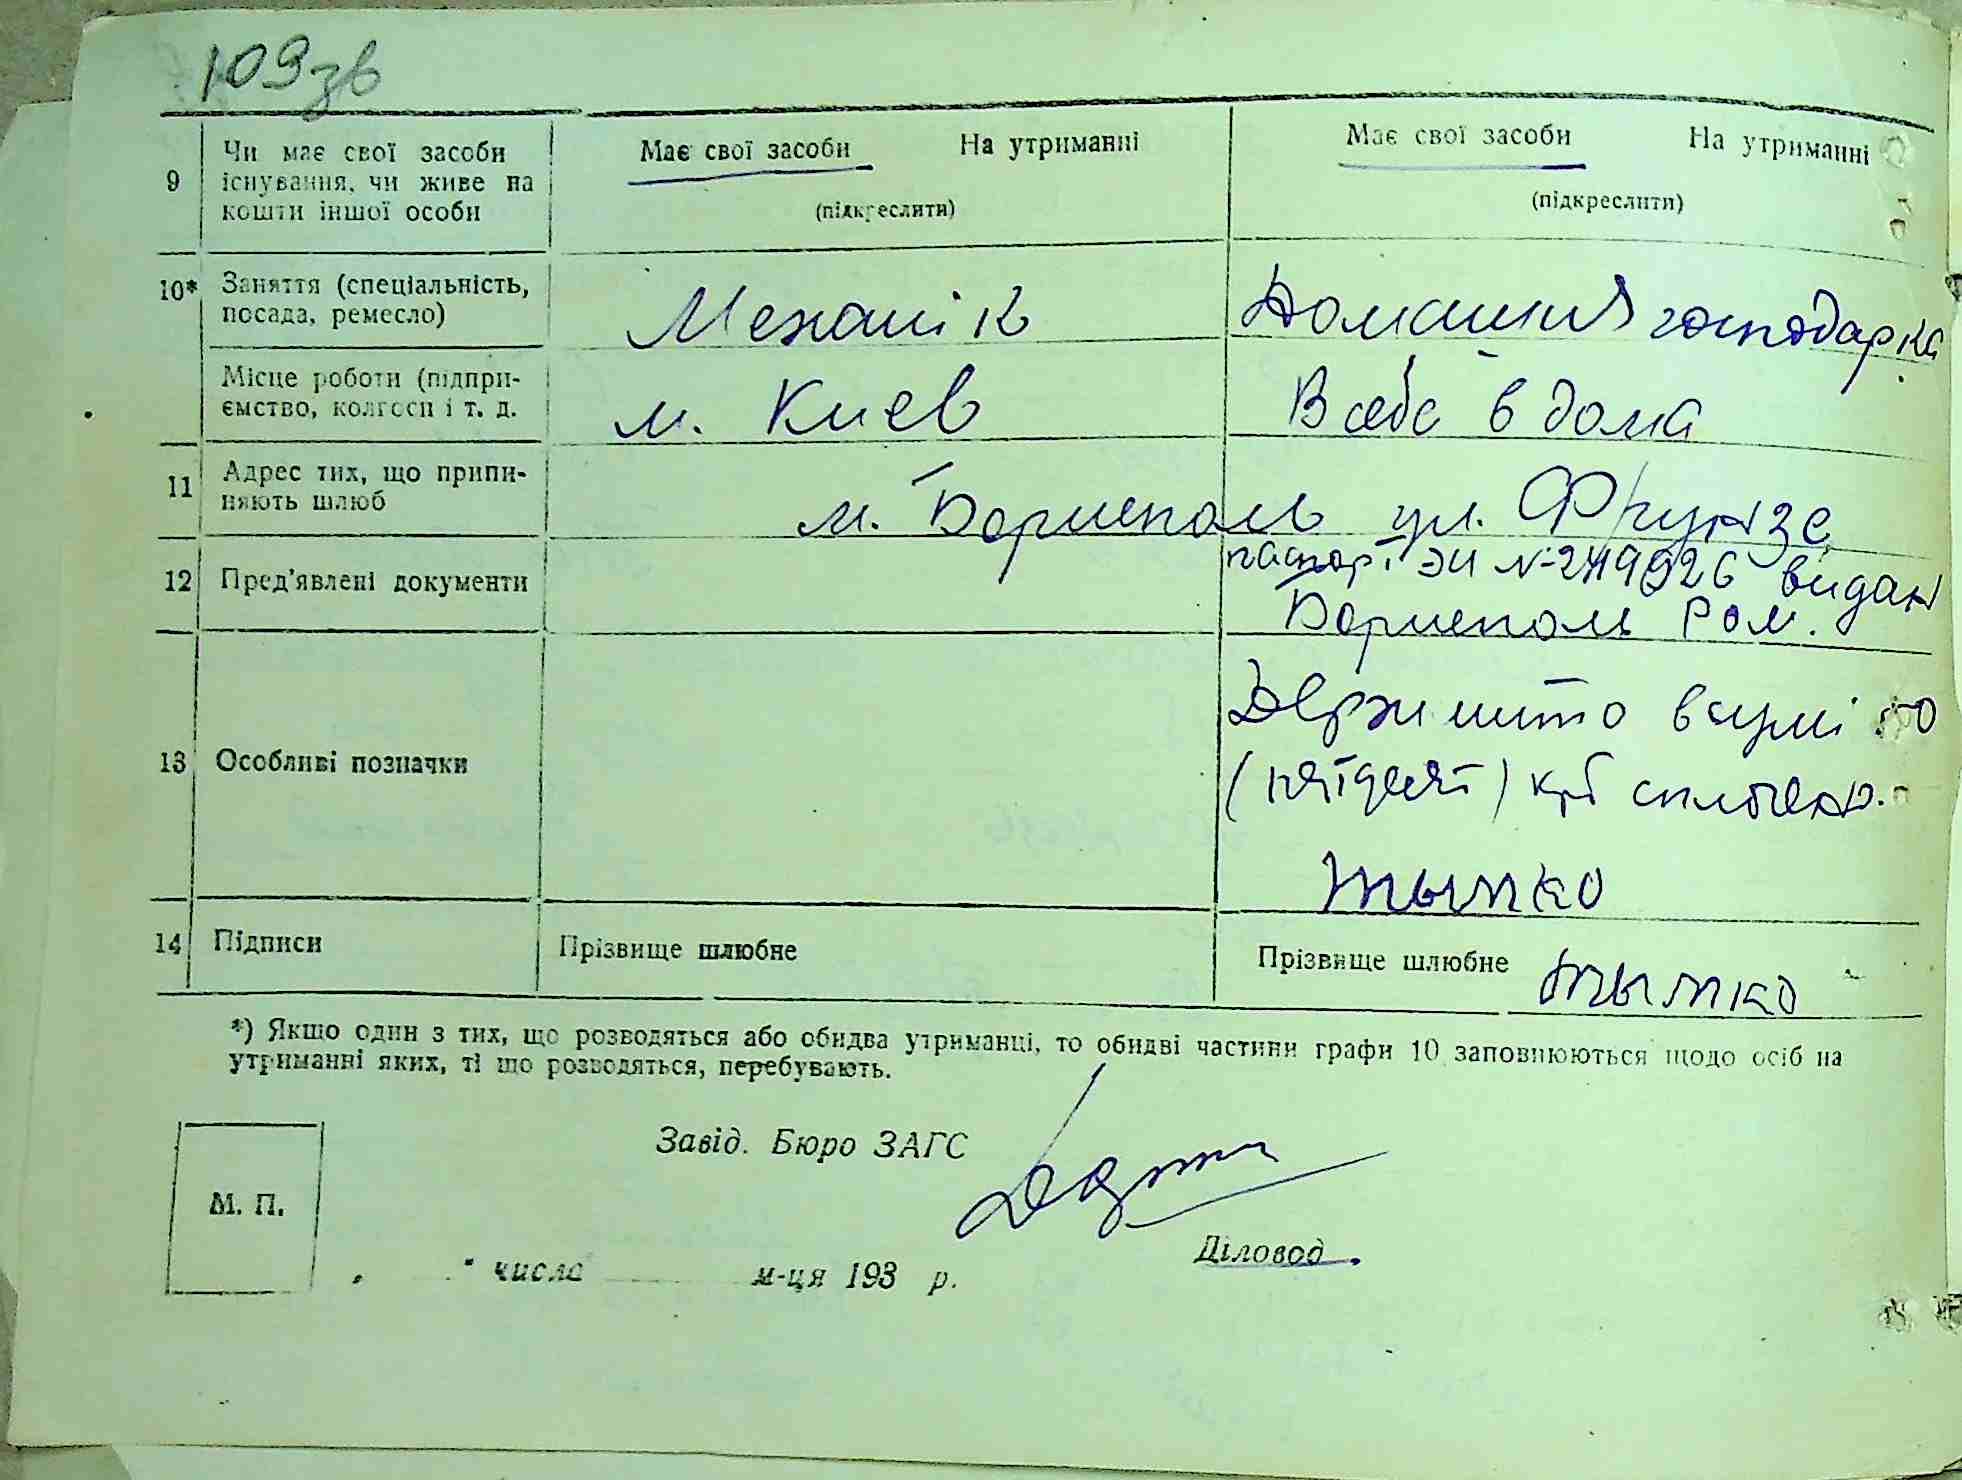 109зв
9 Чи має свої засоби існування, чи живе на кошти іншої особи
Має свої засоби На утриманні
(підкреслити)
Має свої засоби На утриманні
(підкреслити)
10* Заняття (спеціальність, посада, ремесло)
Механік
Домашня господарка
Місце роботи (підприємство, колгосп і т. д.
м. Киев
В себе в дома
11 Адрес тих, що припиняють шлюб
м. Борисполь ул. Фрунзе
12 Пред'явлені документи
паспорт ЭИ № видан
Борисполь Р о м.
13 Особливі позначки
Держмито в сумі 50
(пятдесят) крб сплочен.
Тымко
14 Підписи
Прізвище шлюбне
Прізвище шлюбне Тымко
*) Якщо один з тих, що розводяться або обидва утриманці, то обидві частини графи 10 заповнюються щодо осіб на
утриманні яких, ті що розводяться, перебувають.
Завід. Бюро ЗАГС
М. П.
Діловод
„ " числа м-ця 193 р.